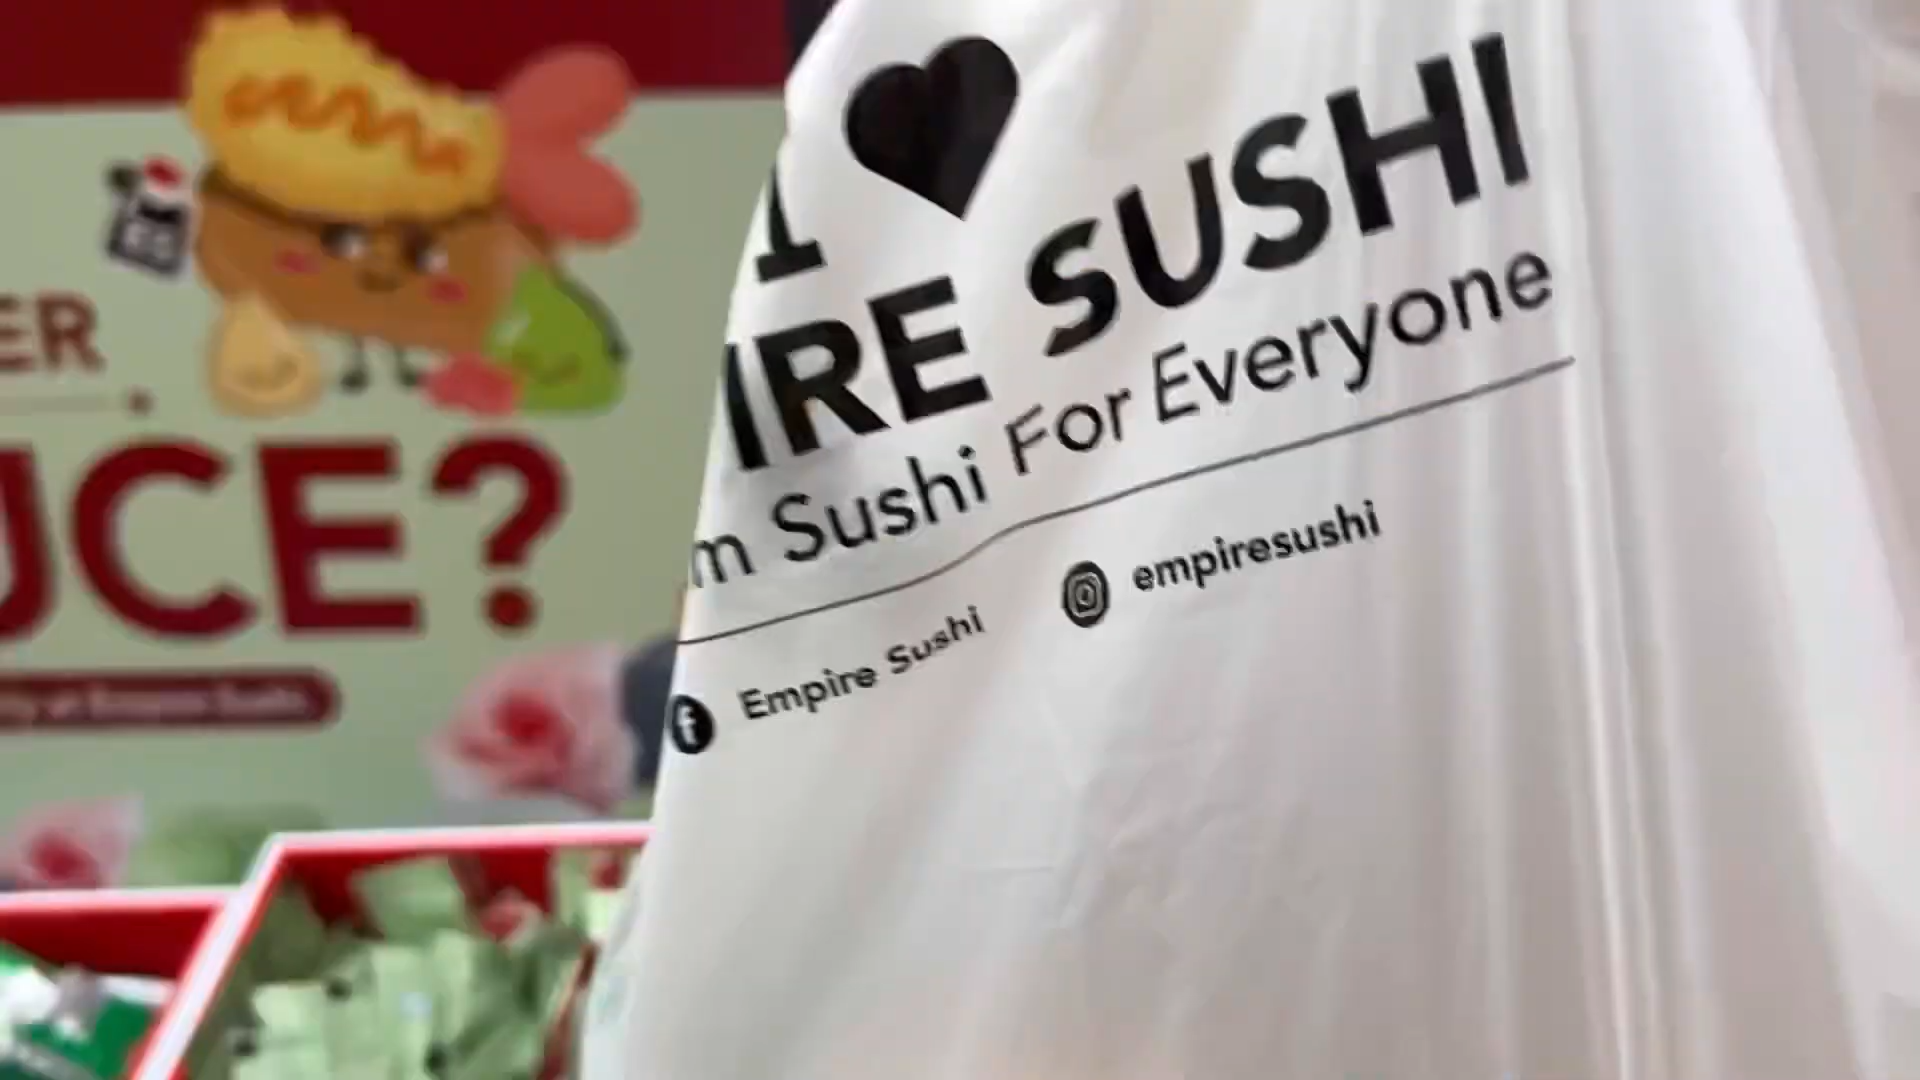 I
IRE SUSHI
m Sushi For Everyone
Empire Sushi
empiresushi
ER
UCE?